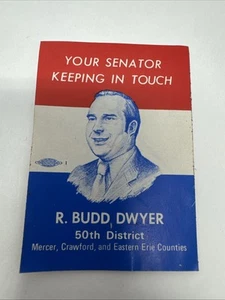 YOUR SENATOR
KEEPING IN TOUCH
R. BUDD DWYER
50th District
Mercer, Crawford, and Eastern Erie Counties